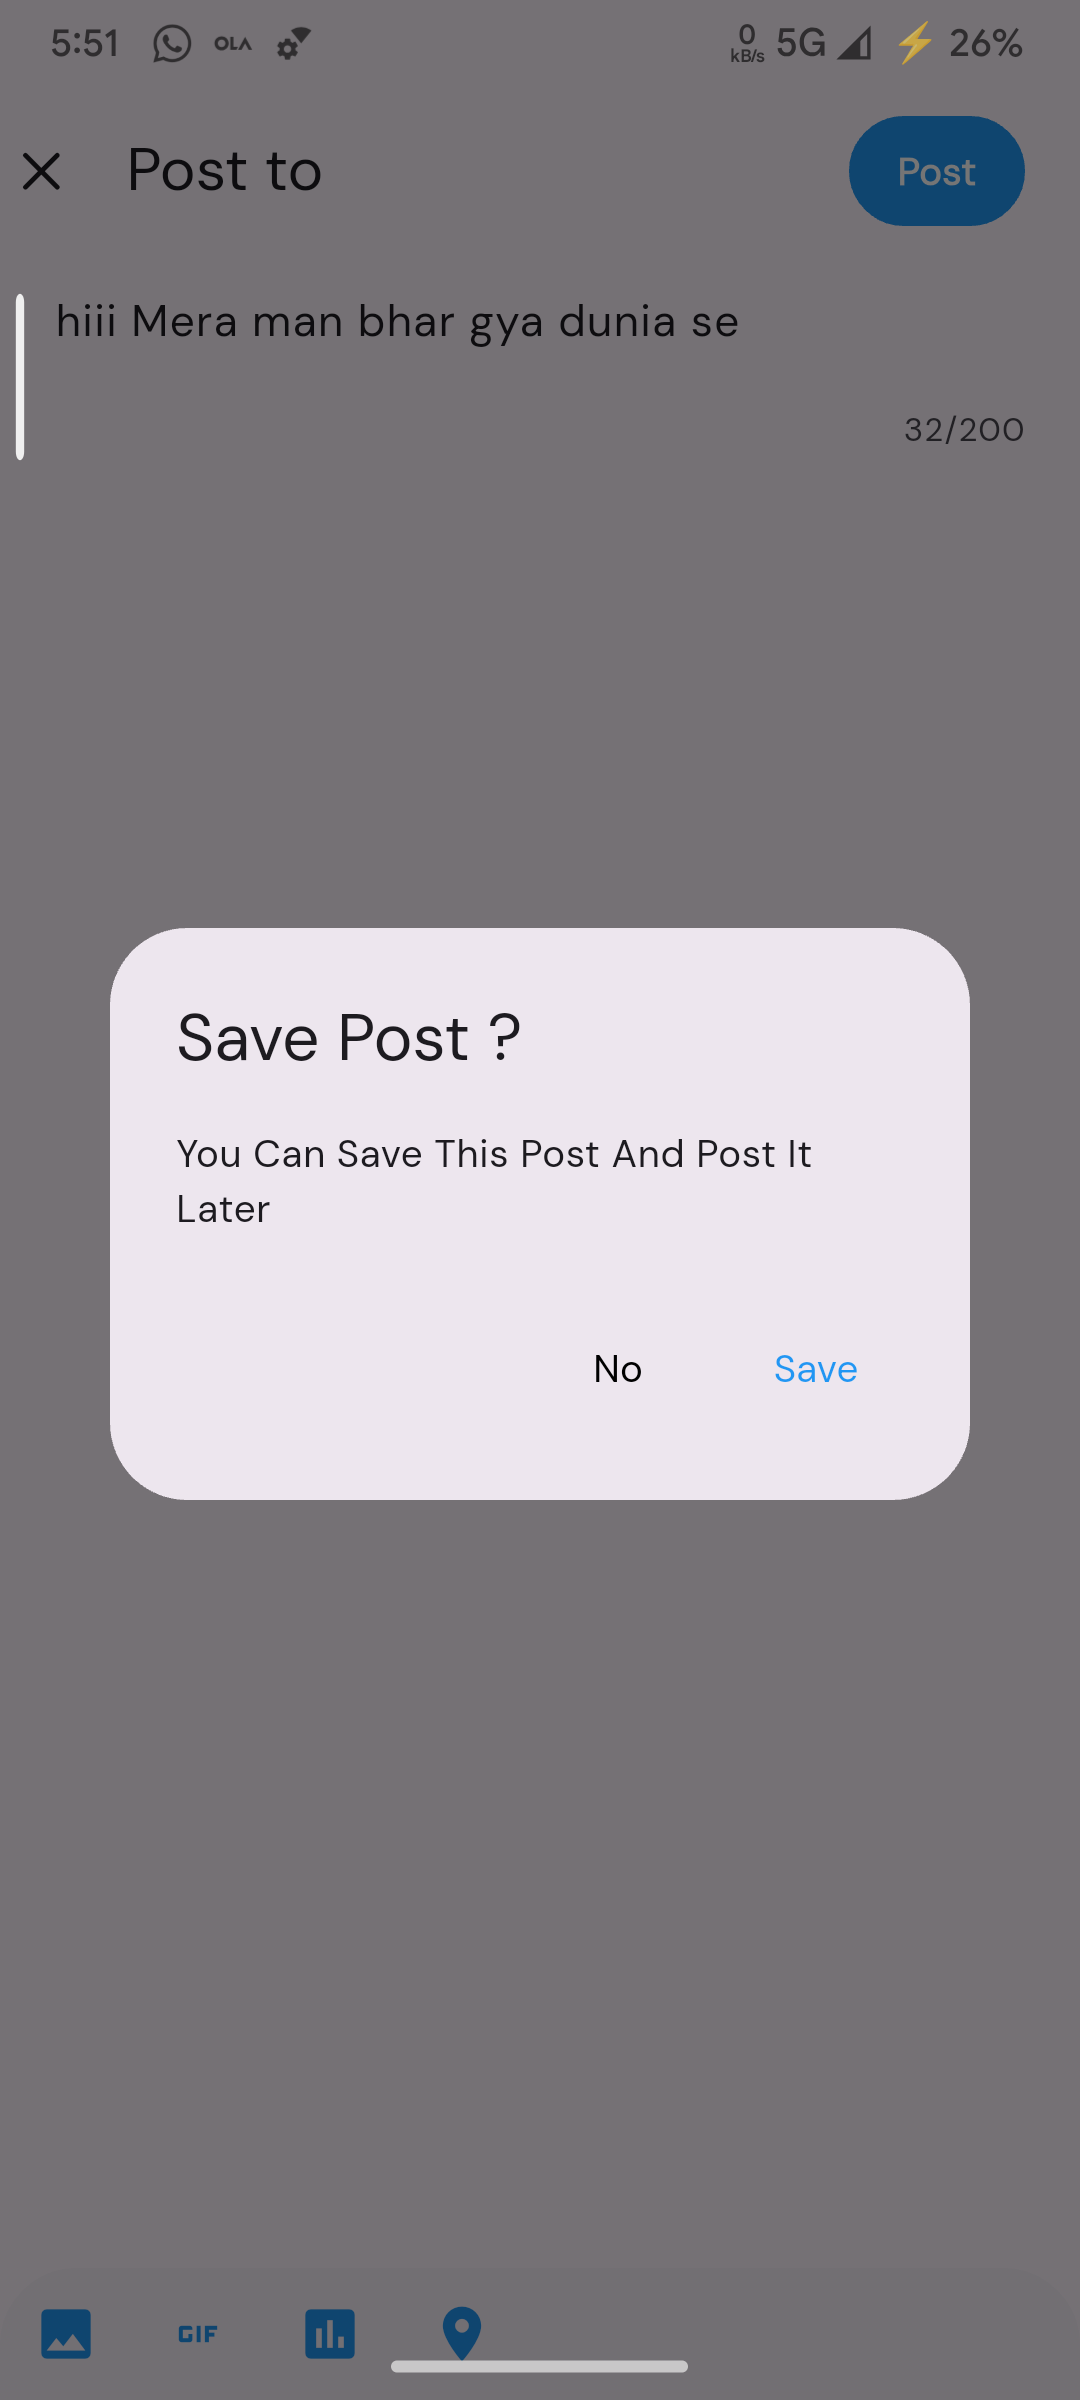 5:51 OLA 0 kB/s 5G 26%
Post to Post
hiii Mera man bhar gya dunia se
32/200
Save Post ?
You Can Save This Post And Post It
Later
No Save
GIF